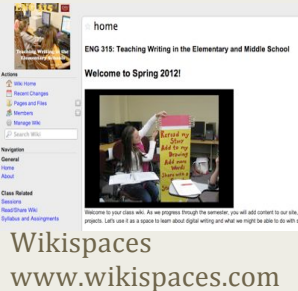 Teaching Writing in the
Elementary and Middle
Schools
home
ENG 315: Teaching Writing in the Elementary and Middle School
Welcome to Spring 2012!
Actions
Wiki Home
Recent Changes
Pages and Files
Members
Manage Wiki
Search Wiki
Navigation
General
Home
About
Class Related
Sessions
Read/Share Wiki
Syllabus and Assignments
Reread my
Story
Add to my
Drawing
Add more
Words
Share with a
Welcome to your class wiki. As we progress through the semester, you will add content to our site,
projects. Let's use it as a space to learn about digital writing and what we might be able to do with
Wikispaces
www.wikispaces.com